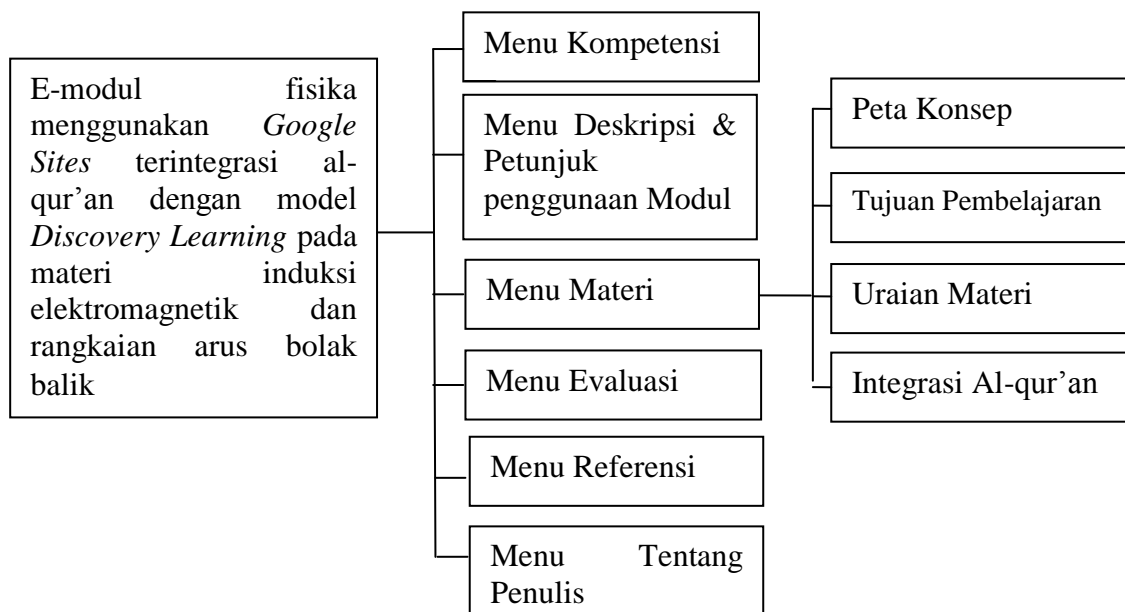 E-modul fisika
menggunakan Google
Sites terintegrasi al-
qur’an dengan model
Discovery Learning pada
materi induksi
elektromagnetik dan
rangkaian arus bolak
balik
Menu Kompetensi
Menu Deskripsi &
Petunjuk
penggunaan Modul
Menu Materi
Menu Evaluasi
Menu Referensi
Menu Tentang
Penulis
Peta Konsep
Tujuan Pembelajaran
Uraian Materi
Integrasi Al-qur’an